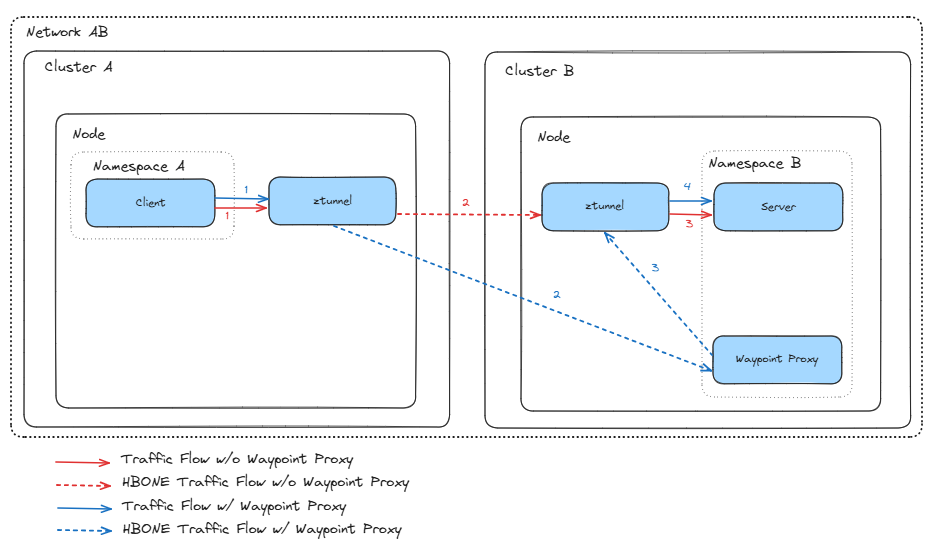 Network AB
Cluster A
Cluster B
Node
Node
Namespace A
Namespace B
Client
1
1
ztunnel
2
ztunnel
4
3
Server
3
2
Waypoint Proxy
Traffic Flow w/o Waypoint Proxy
HBONE Traffic Flow w/o Waypoint Proxy
Traffic Flow w/ Waypoint Proxy
HBONE Traffic Flow w/ Waypoint Proxy